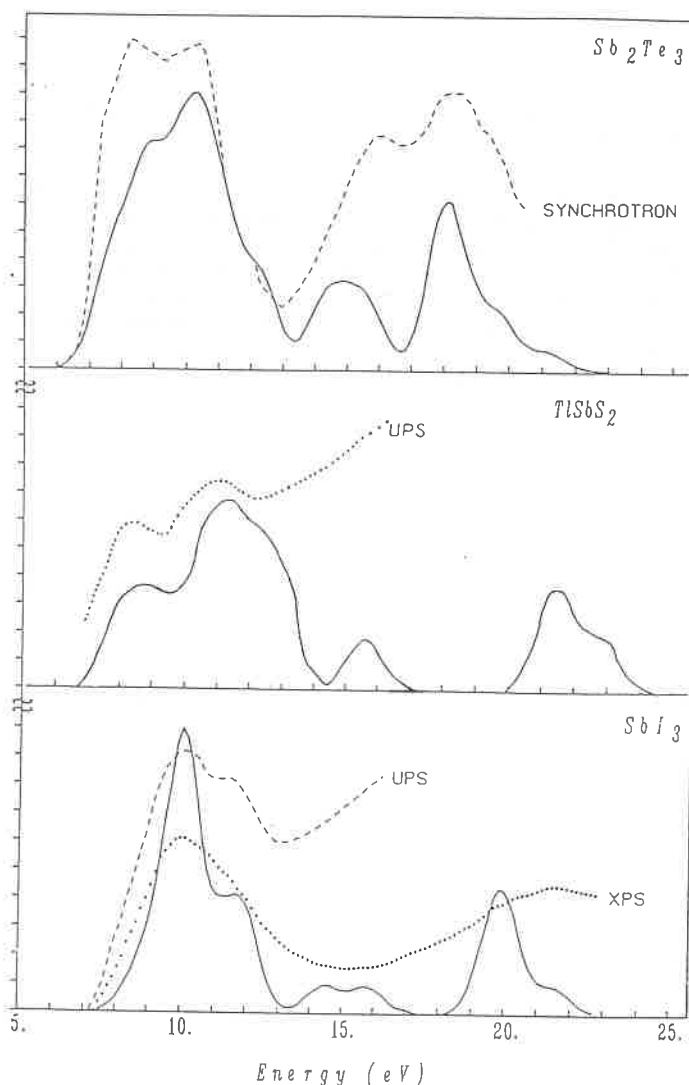 Sb2Te3
SYNCHROTRON
TlSbS2
UPS
SbI3
UPS
XPS
5. 10. 15. 20. 25.
Energy (eV)